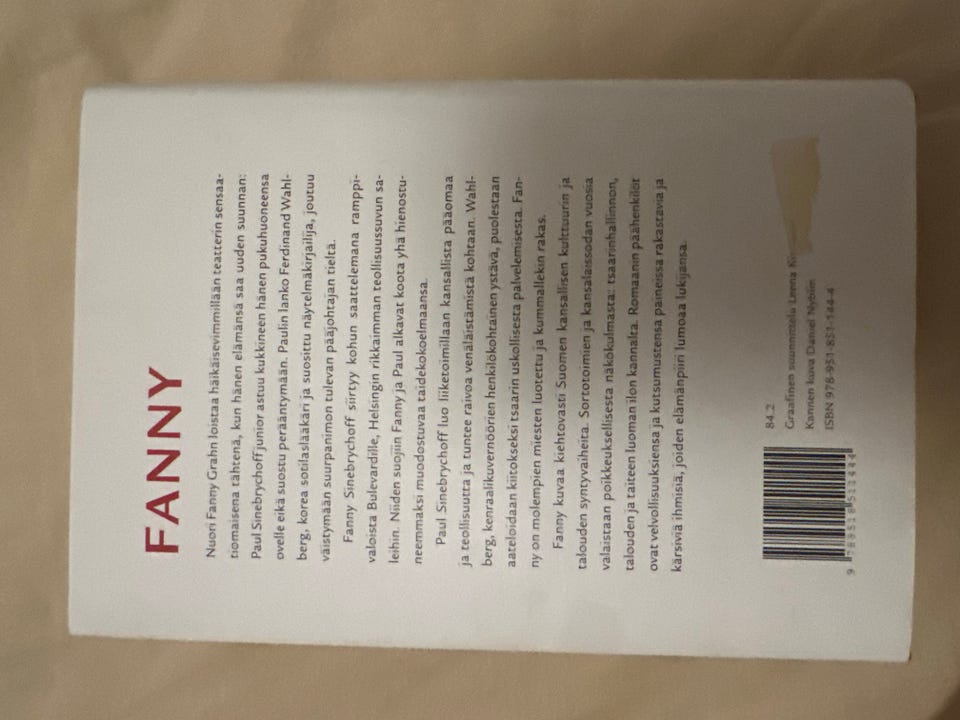 FANNY
Nuori Fanny Grahn loistaa häikäisevimmillään teatterin sensaa-
tiomaisena tähtenä, kun hänen elämänsä saa uuden suunnan:
Paul Sinebrychoff junior astuu kukkineen hänen pukuhuoneensa
ovelle eikä suostu perääntymään. Paulin lanko Ferdinand Wahl-
berg, korea sotilaslääkäri ja suosittu näytelmäkirjailija, joutuu
väistymään suurpanimon tulevan pääjohtajan tieltä.
Fanny Sinebrychoff siirtyy kohun saattelemana ramppi-
valoista Bulevardille, Helsingin rikkaimman teollisuussuvun sa-
leihin. Niiden suojiin Fanny ja Paul alkavat koota yhä hienostu-
neemmaksi muodostuvaa taidekokoelmaansa.
Paul Sinebrychoff luo liiketoimillaan kansallista pääomaa
ja teollisuutta ja tuntee raivoa venäläistämistä kohtaan. Wahl-
berg, kenraalikuvernöörien henkilökohtainen ystävä, puolestaan
aateloidaan kiitokseksi tsaarin uskollisesta palvelemisesta. Fan-
ny on molempien miesten luotettu ja kummallekin rakas.
Fanny kuvaa kiehtovasti Suomen kansallisen kulttuurin ja
talouden syntyvaiheita. Sortotoimien ja kansalaissodan vuosia
valaistaan poikkeuksellisesta näkökulmasta: tsaarinhallinnon,
talouden ja taiteen luoman ilon kannalta. Romaanin päähenkilöt
ovat velvollisuuksiensa ja kutsumustensa paineissa rakastavia ja
kärsiviä ihmisiä, joiden elämänpiiri lumoaa lukijansa.
84.2
Graafinen suunnittelu Leena
Kannen kuva Daniel Nyblin
ISBN 978-951-851-144-4
9 789518 511444